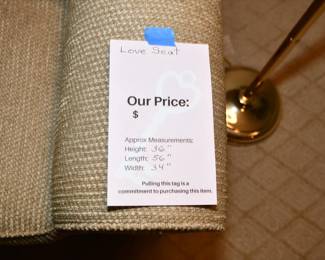 Love Seat
Our Price:
$
Approx Measurements:
Height: 36"
Length: 56"
Width: 34"
Pulling this tag is a
commitment to purchasing this item.